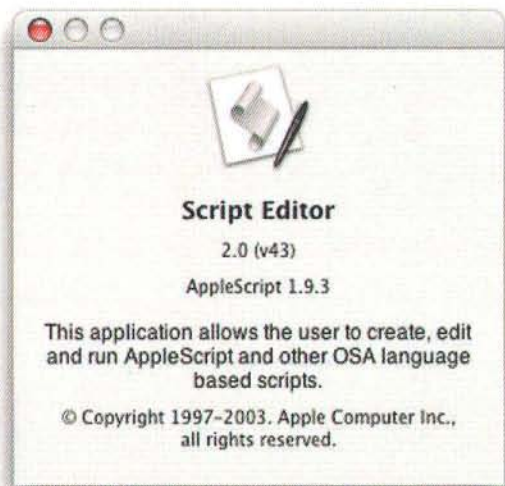 Script Editor
2.0 (v43)
AppleScript 1.9.3
This application allows the user to create, edit
and run AppleScript and other OSA language
based scripts.
© Copyright 1997–2003. Apple Computer Inc.,
all rights reserved.